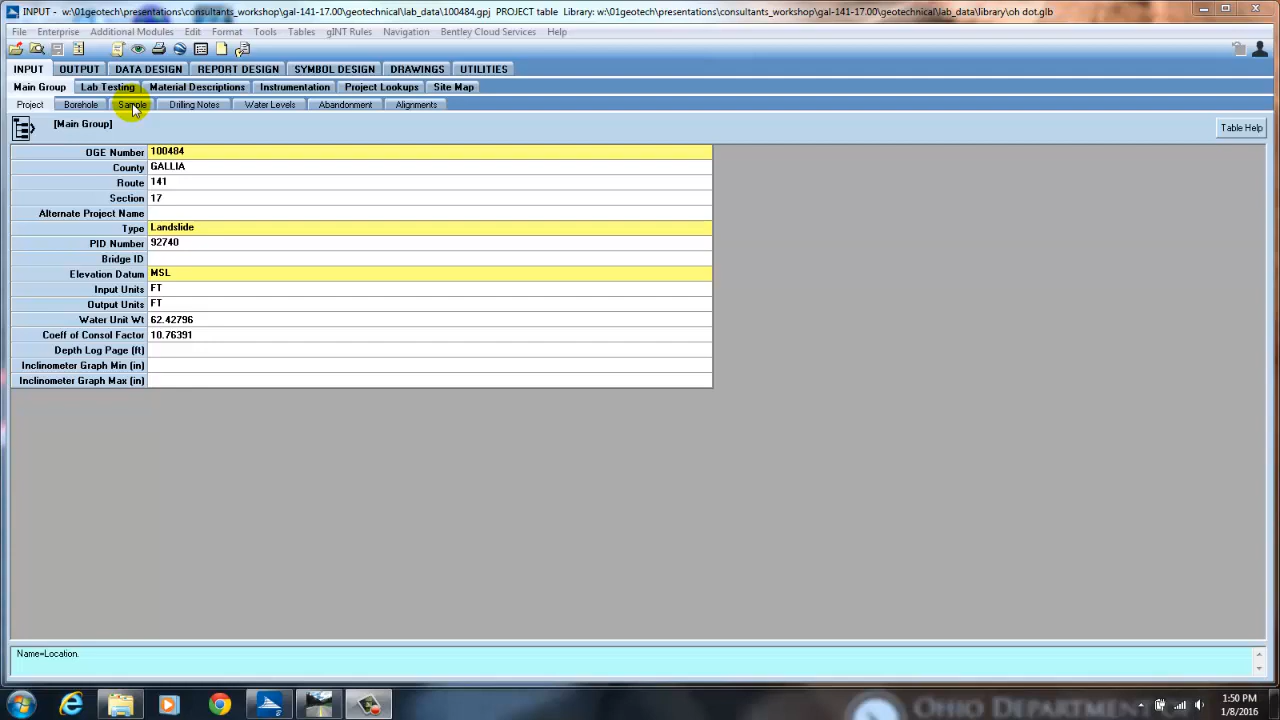 INPUT - w:\01geotech\presentations\consultants_workshop\gal-141-17.00\geotechnical\lab_data\100484.gpj PROJECT table Library: w:\01geotech\presentations\consultants_workshop\gal-141-17.00\geotechnical\lab_data\library\oh dot.glb
File Enterprise Additional Modules Edit Format Tools Tables gINT Rules Navigation Bentley Cloud Services Help
INPUT OUTPUT DATA DESIGN REPORT DESIGN SYMBOL DESIGN DRAWINGS UTILITIES
Main Group Lab Testing Material Descriptions Instrumentation Project Lookups Site Map
Project Borehole Sample Drilling Notes Water Levels Abandonment Alignments
[Main Group] Table Help
OGE Number 100484
County GALLIA
Route 141
Section 17
Alternate Project Name
Type Landslide
PID Number 92740
Bridge ID
Elevation Datum MSL
Input Units FT
Output Units FT
Water Unit Wt 62.42796
Coeff of Consol Factor 10.76391
Depth Log Page (ft)
Inclinometer Graph Min (in)
Inclinometer Graph Max (in)
Name=Location.
1:50 PM
1/8/2016